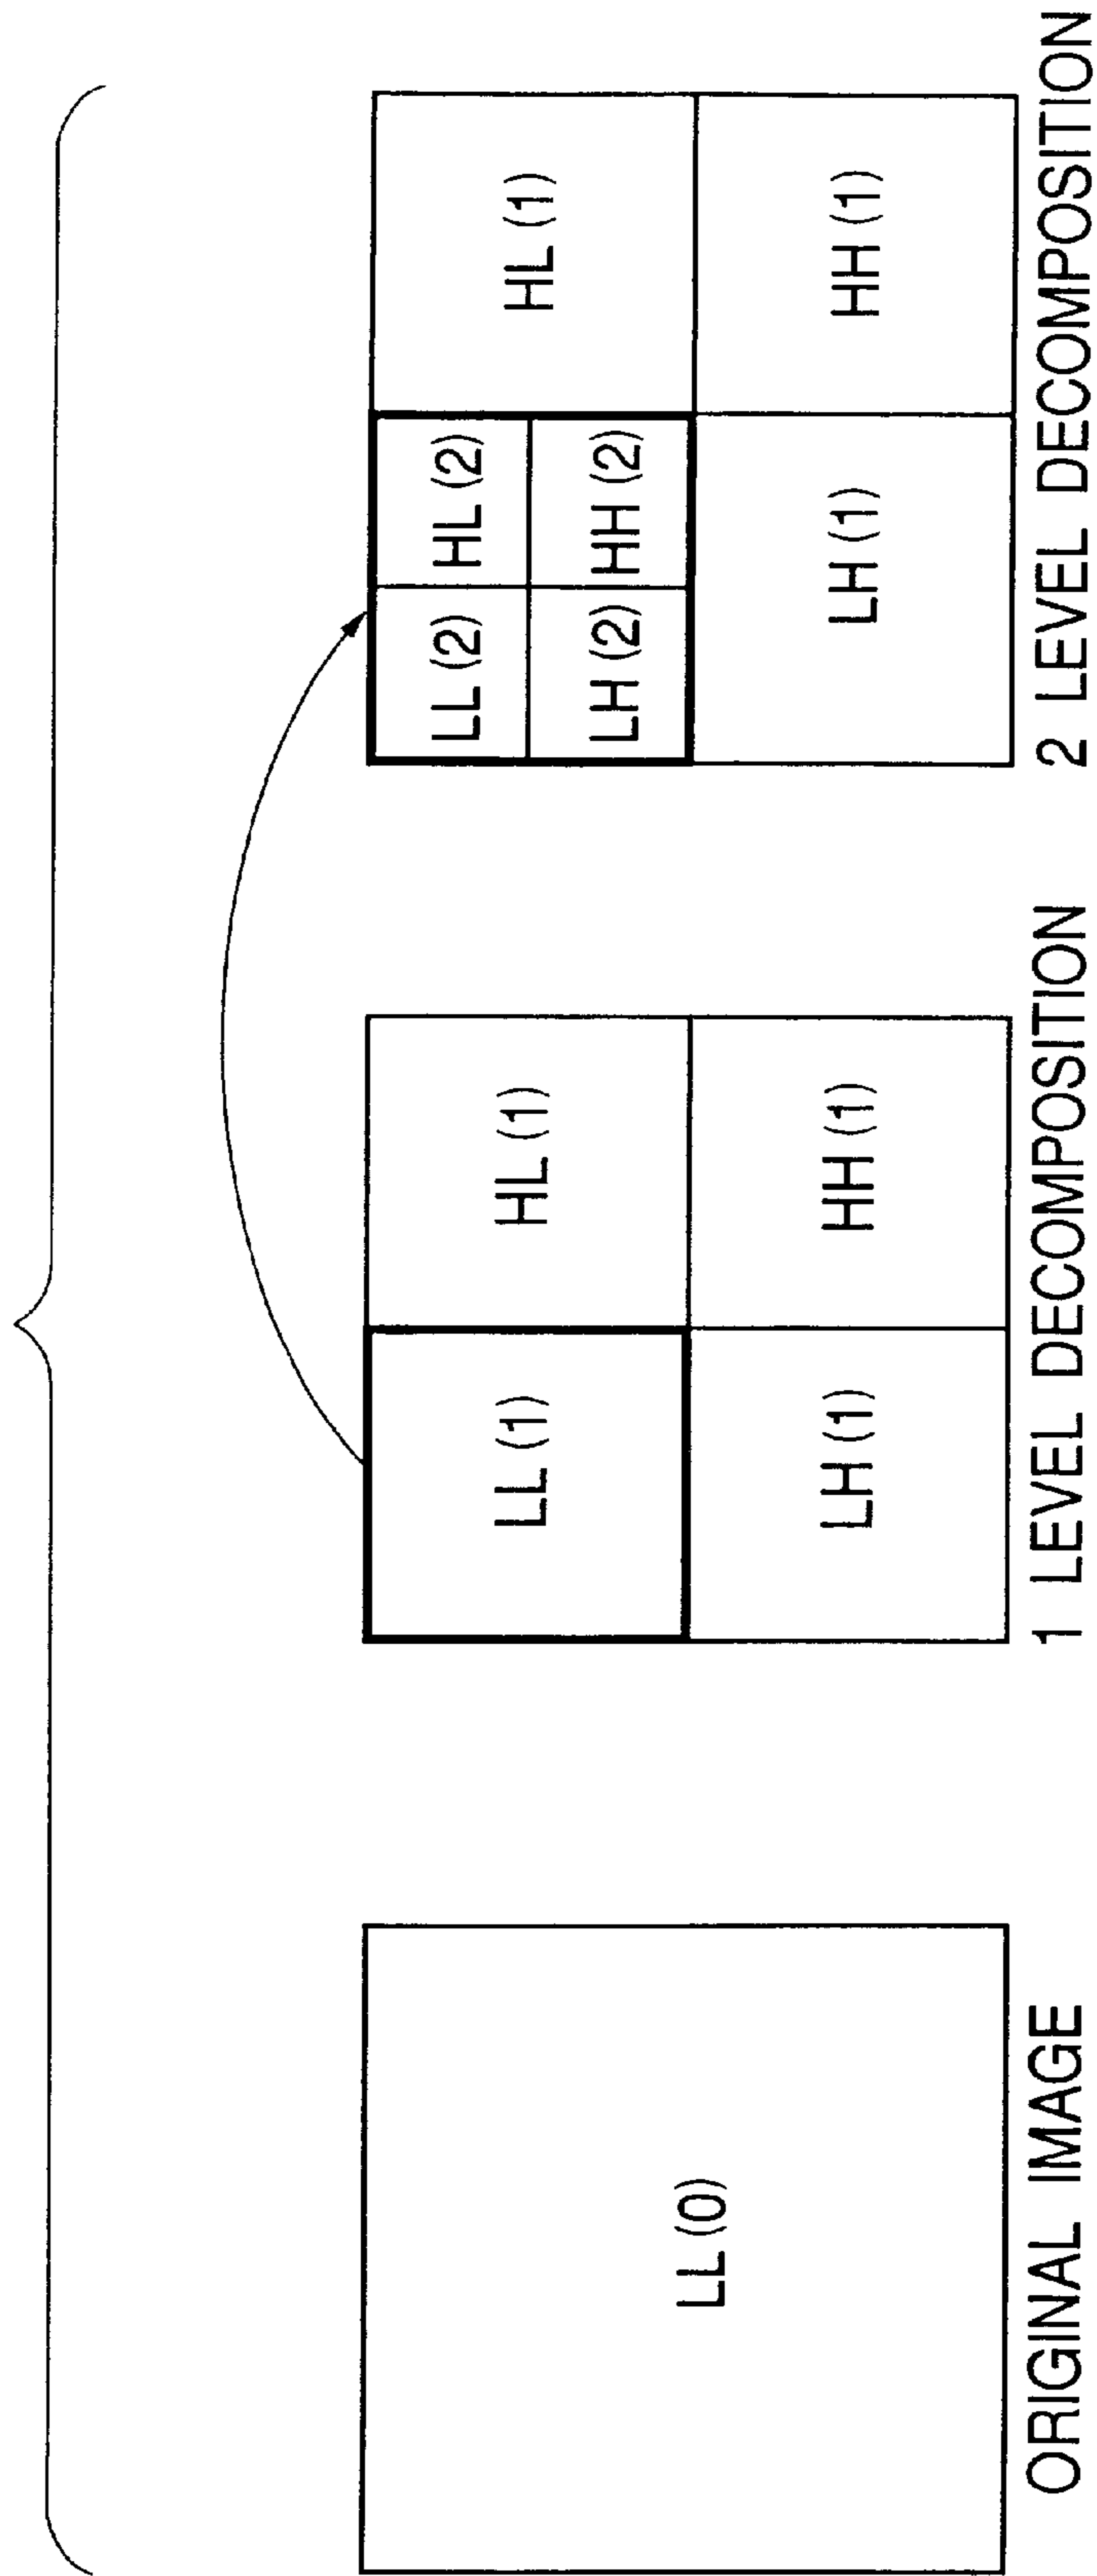 LL (0)
ORIGINAL IMAGE
LL (1)
HL (1)
LH (1)
HH (1)
1 LEVEL DECOMPOSITION
LL (2)
HL (2)
HL (1)
LH (2)
HH (2)
LH (1)
HH (1)
2 LEVEL DECOMPOSITION